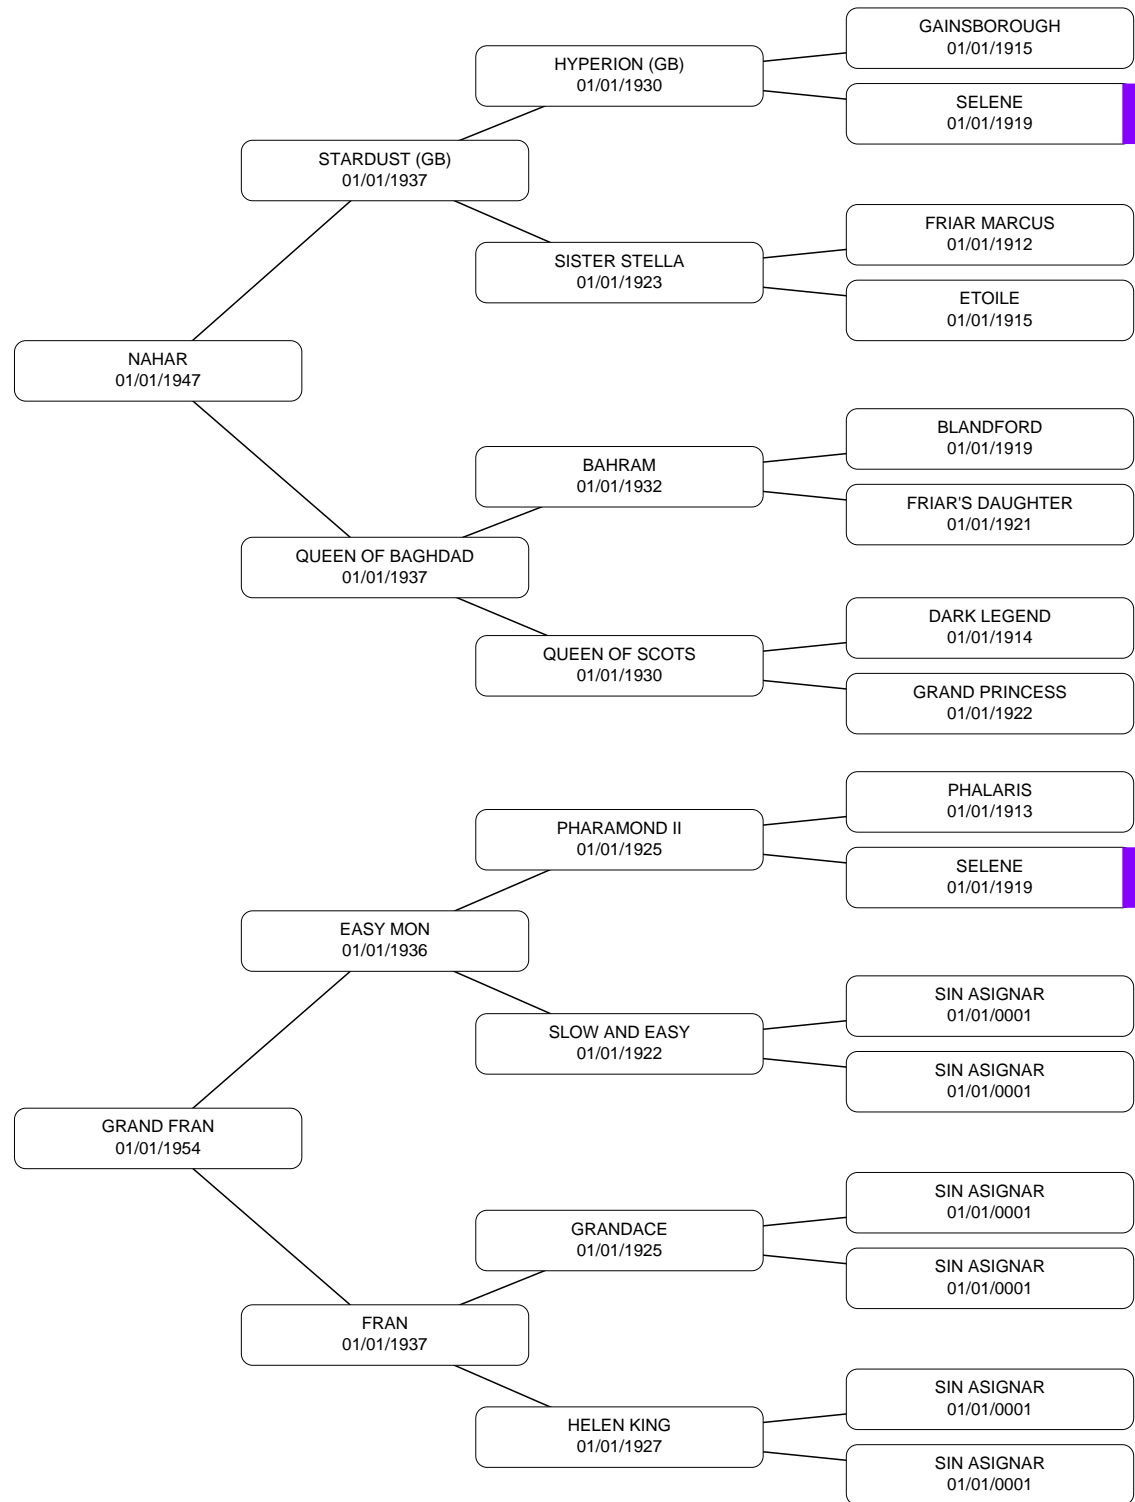 GAINSBOROUGH
01/01/1915
HYPERION (GB)
01/01/1930
SELENE
01/01/1919
STARDUST (GB)
01/01/1937
FRIAR MARCUS
01/01/1912
SISTER STELLA
01/01/1923
ETOILE
01/01/1915
NAHAR
01/01/1947
BLANDFORD
01/01/1919
BAHRAM
01/01/1932
FRIAR'S DAUGHTER
01/01/1921
QUEEN OF BAGHDAD
01/01/1937
DARK LEGEND
01/01/1914
QUEEN OF SCOTS
01/01/1930
GRAND PRINCESS
01/01/1922
PHALARIS
01/01/1913
PHARAMOND II
01/01/1925
SELENE
01/01/1919
EASY MON
01/01/1936
SIN ASIGNAR
01/01/0001
SLOW AND EASY
01/01/1922
SIN ASIGNAR
01/01/0001
GRAND FRAN
01/01/1954
SIN ASIGNAR
01/01/0001
GRANDACE
01/01/1925
SIN ASIGNAR
01/01/0001
FRAN
01/01/1937
SIN ASIGNAR
01/01/0001
HELEN KING
01/01/1927
SIN ASIGNAR
01/01/0001